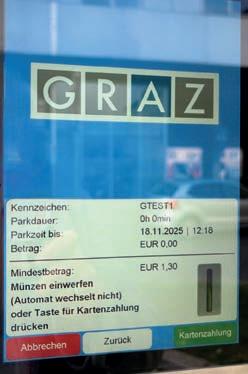 GRAZ
Kennzeichen: GTEST1
Parkdauer: 0h 0min
Parkzeit bis: 18.11.2025 | 12:18
Betrag: EUR 0,00
Mindestbetrag: EUR 1,30
Münzen einwerfen
(Automat wechselt nicht)
oder Taste für Kartenzahlung
drücken
Abbrechen Zurück Kartenzahlung